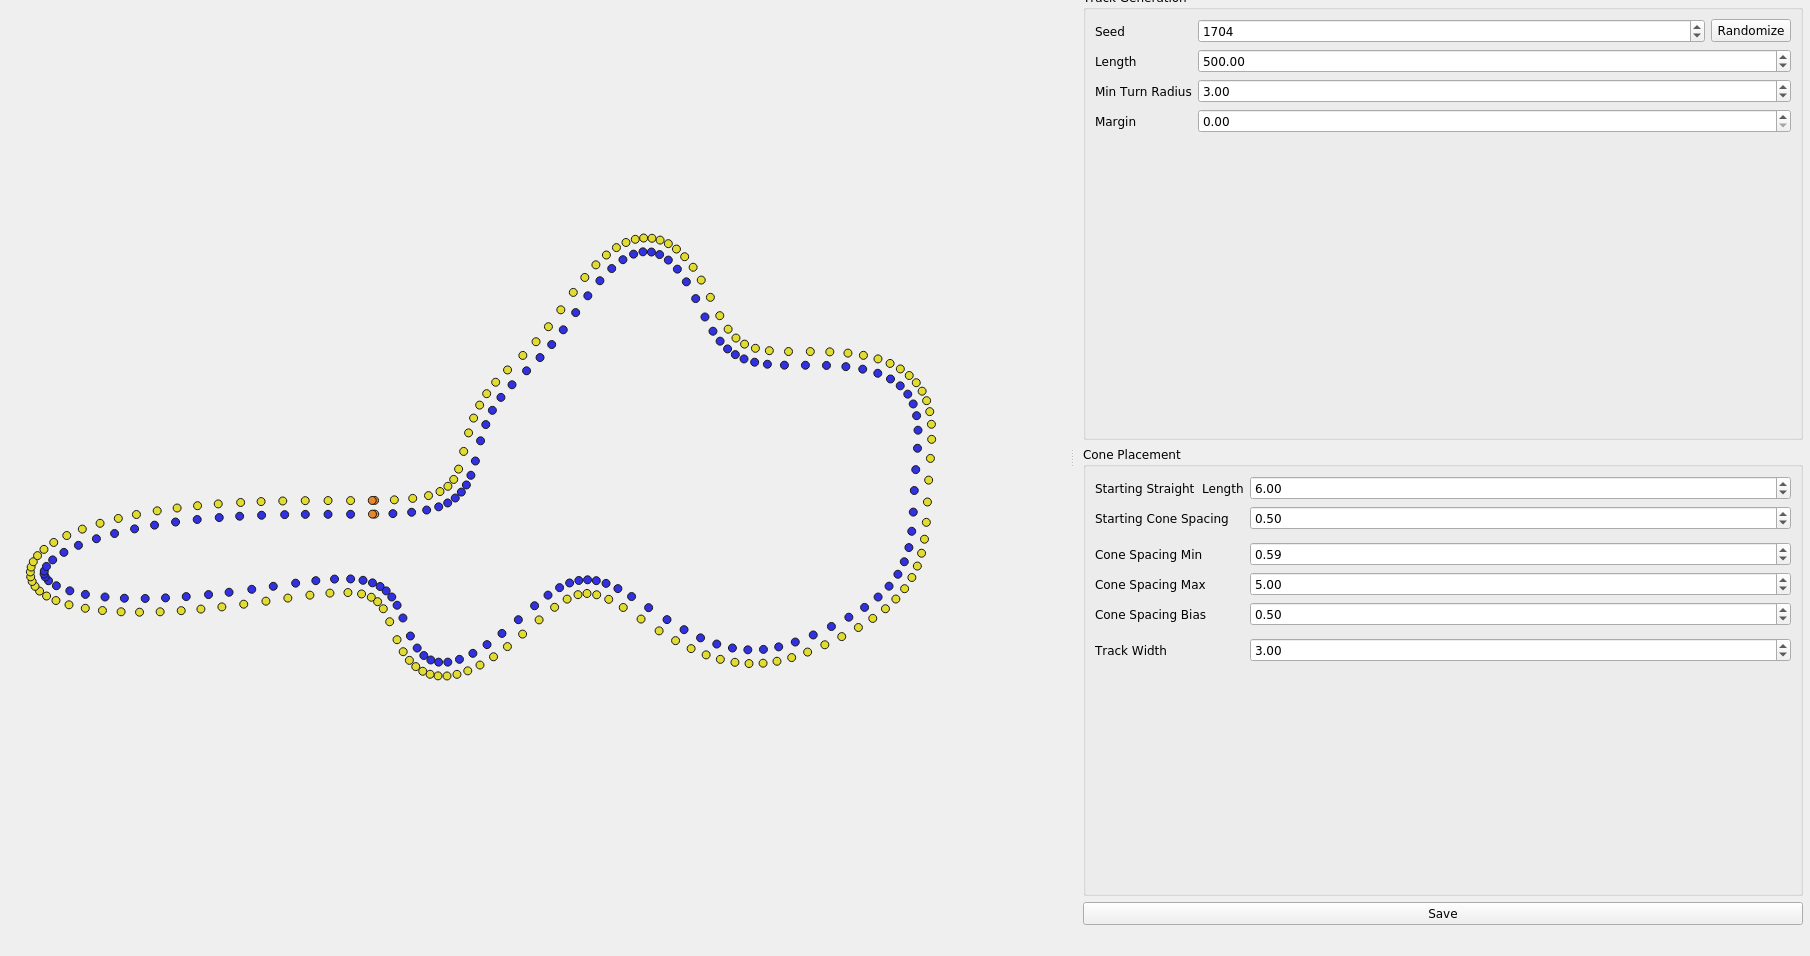 Track Generation
Seed 1704 Randomize
Length 500.00
Min Turn Radius 3.00
Margin 0.00
Cone Placement
Starting Straight Length 6.00
Starting Cone Spacing 0.50
Cone Spacing Min 0.59
Cone Spacing Max 5.00
Cone Spacing Bias 0.50
Track Width 3.00
Save